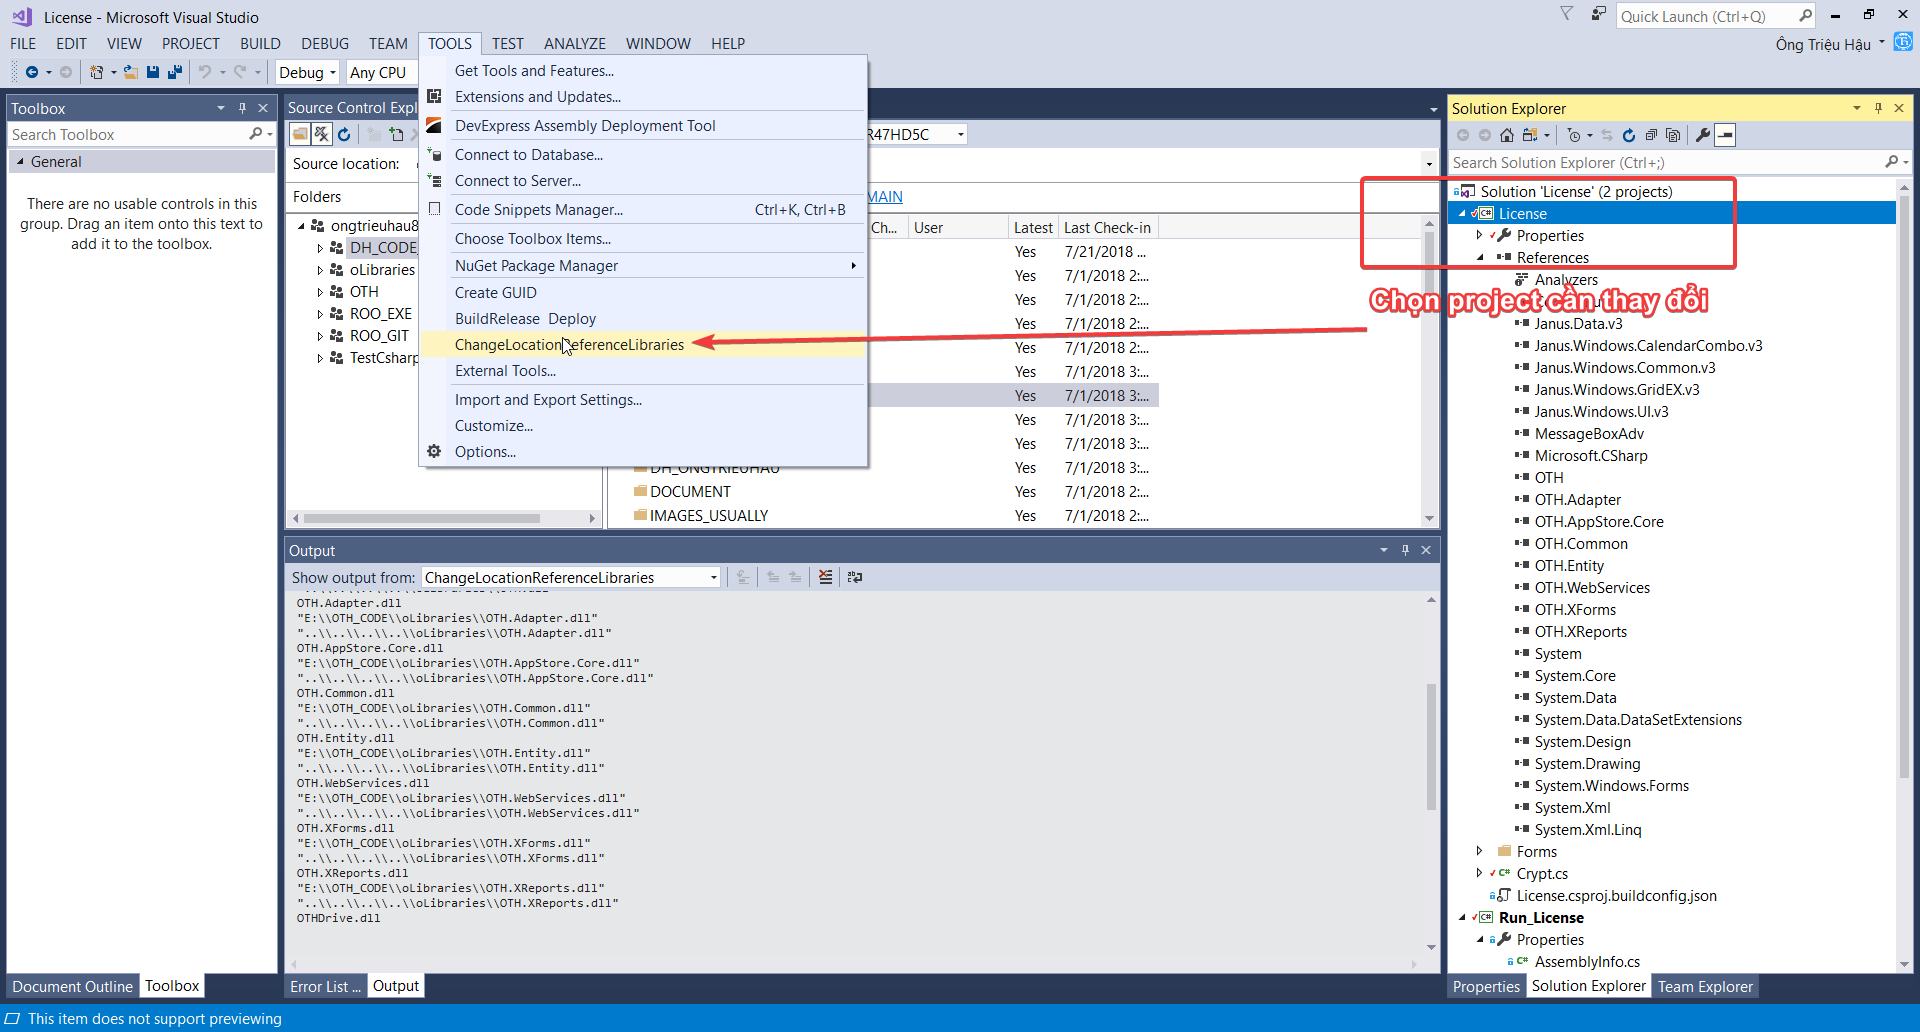 License - Microsoft Visual Studio
Quick Launch (Ctrl+Q)
FILE EDIT VIEW PROJECT BUILD DEBUG TEAM TOOLS TEST ANALYZE WINDOW HELP
Ông Triệu Hậu
Debug Any CPU
Toolbox
Search Toolbox
General
There are no usable controls in this
group. Drag an item onto this text to
add it to the toolbox.
Document Outline Toolbox
Source Control Expl
R47HD5C
Source location:
MAIN
Folders
ongtrieuhau8
DH_CODE
oLibraries
OTH
ROO_EXE
ROO_GIT
TestCsharp
Get Tools and Features...
Extensions and Updates...
DevExpress Assembly Deployment Tool
Connect to Database...
Connect to Server...
Code Snippets Manager... Ctrl+K, Ctrl+B
Choose Toolbox Items...
NuGet Package Manager
Create GUID
BuildRelease Deploy
ChangeLocationReferenceLibraries
External Tools...
Import and Export Settings...
Customize...
Options...
Ch... User Latest Last Check-in
Yes 7/21/2018 ...
Yes 7/1/2018 2:...
Yes 7/1/2018 2:...
Yes 7/1/2018 2:...
Yes 7/1/2018 2:...
Yes 7/1/2018 3:...
Yes 7/1/2018 3:...
Yes 7/1/2018 3:...
Yes 7/1/2018 3:...
DH_ONGTRIEUHAU Yes 7/1/2018 3:...
DOCUMENT Yes 7/1/2018 2:...
IMAGES_USUALLY Yes 7/1/2018 2:...
Output
Show output from: ChangeLocationReferenceLibraries
OTH.Adapter.dll
"E:\\OTH_CODE\\oLibraries\\OTH.Adapter.dll"
"..\\..\\..\\..\\oLibraries\\OTH.Adapter.dll"
OTH.AppStore.Core.dll
"E:\\OTH_CODE\\oLibraries\\OTH.AppStore.Core.dll"
"..\\..\\..\\..\\oLibraries\\OTH.AppStore.Core.dll"
OTH.Common.dll
"E:\\OTH_CODE\\oLibraries\\OTH.Common.dll"
"..\\..\\..\\..\\oLibraries\\OTH.Common.dll"
OTH.Entity.dll
"E:\\OTH_CODE\\oLibraries\\OTH.Entity.dll"
"..\\..\\..\\..\\oLibraries\\OTH.Entity.dll"
OTH.WebServices.dll
"E:\\OTH_CODE\\oLibraries\\OTH.WebServices.dll"
"..\\..\\..\\..\\oLibraries\\OTH.WebServices.dll"
OTH.XForms.dll
"E:\\OTH_CODE\\oLibraries\\OTH.XForms.dll"
"..\\..\\..\\..\\oLibraries\\OTH.XForms.dll"
OTH.XReports.dll
"E:\\OTH_CODE\\oLibraries\\OTH.XReports.dll"
"..\\..\\..\\..\\oLibraries\\OTH.XReports.dll"
OTHDrive.dll
Error List ... Output
Solution Explorer
Search Solution Explorer (Ctrl+;)
Solution 'License' (2 projects)
License
Properties
References
Analyzers
Chọn project cần thay đổi
Janus.Data.v3
Janus.Windows.CalendarCombo.v3
Janus.Windows.Common.v3
Janus.Windows.GridEX.v3
Janus.Windows.UI.v3
MessageBoxAdv
Microsoft.CSharp
OTH
OTH.Adapter
OTH.AppStore.Core
OTH.Common
OTH.Entity
OTH.WebServices
OTH.XForms
OTH.XReports
System
System.Core
System.Data
System.Data.DataSetExtensions
System.Design
System.Drawing
System.Windows.Forms
System.Xml
System.Xml.Linq
Forms
Crypt.cs
License.csproj.buildconfig.json
Run_License
Properties
AssemblyInfo.cs
Properties Solution Explorer Team Explorer
This item does not support previewing